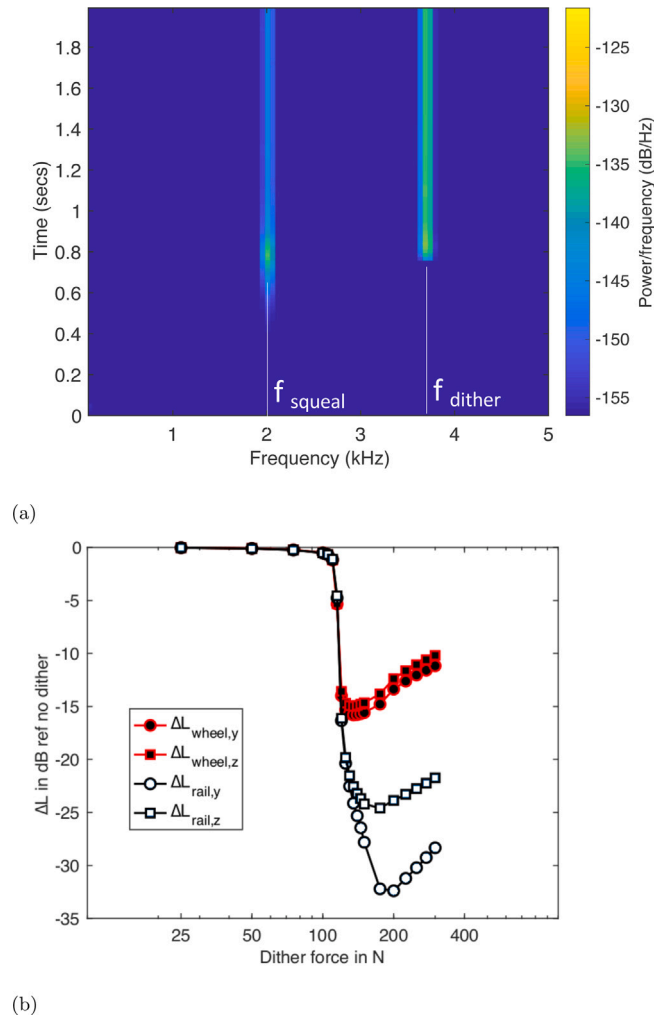 1.8
1.6
1.4
1.2
1
0.8
0.6
0.4
0.2
0
Time (secs)
f squeal
f dither
1 2 3 4 5
Frequency (kHz)
-125
-130
-135
-140
-145
-150
-155
Power/frequency (dB/Hz)
(a)
0
-5
-10
-15
-20
-25
-30
-35
ΔL in dB ref no dither
ΔL wheel,y
ΔL wheel,z
ΔL rail,y
ΔL rail,z
25 50 100 200 400
Dither force in N
(b)